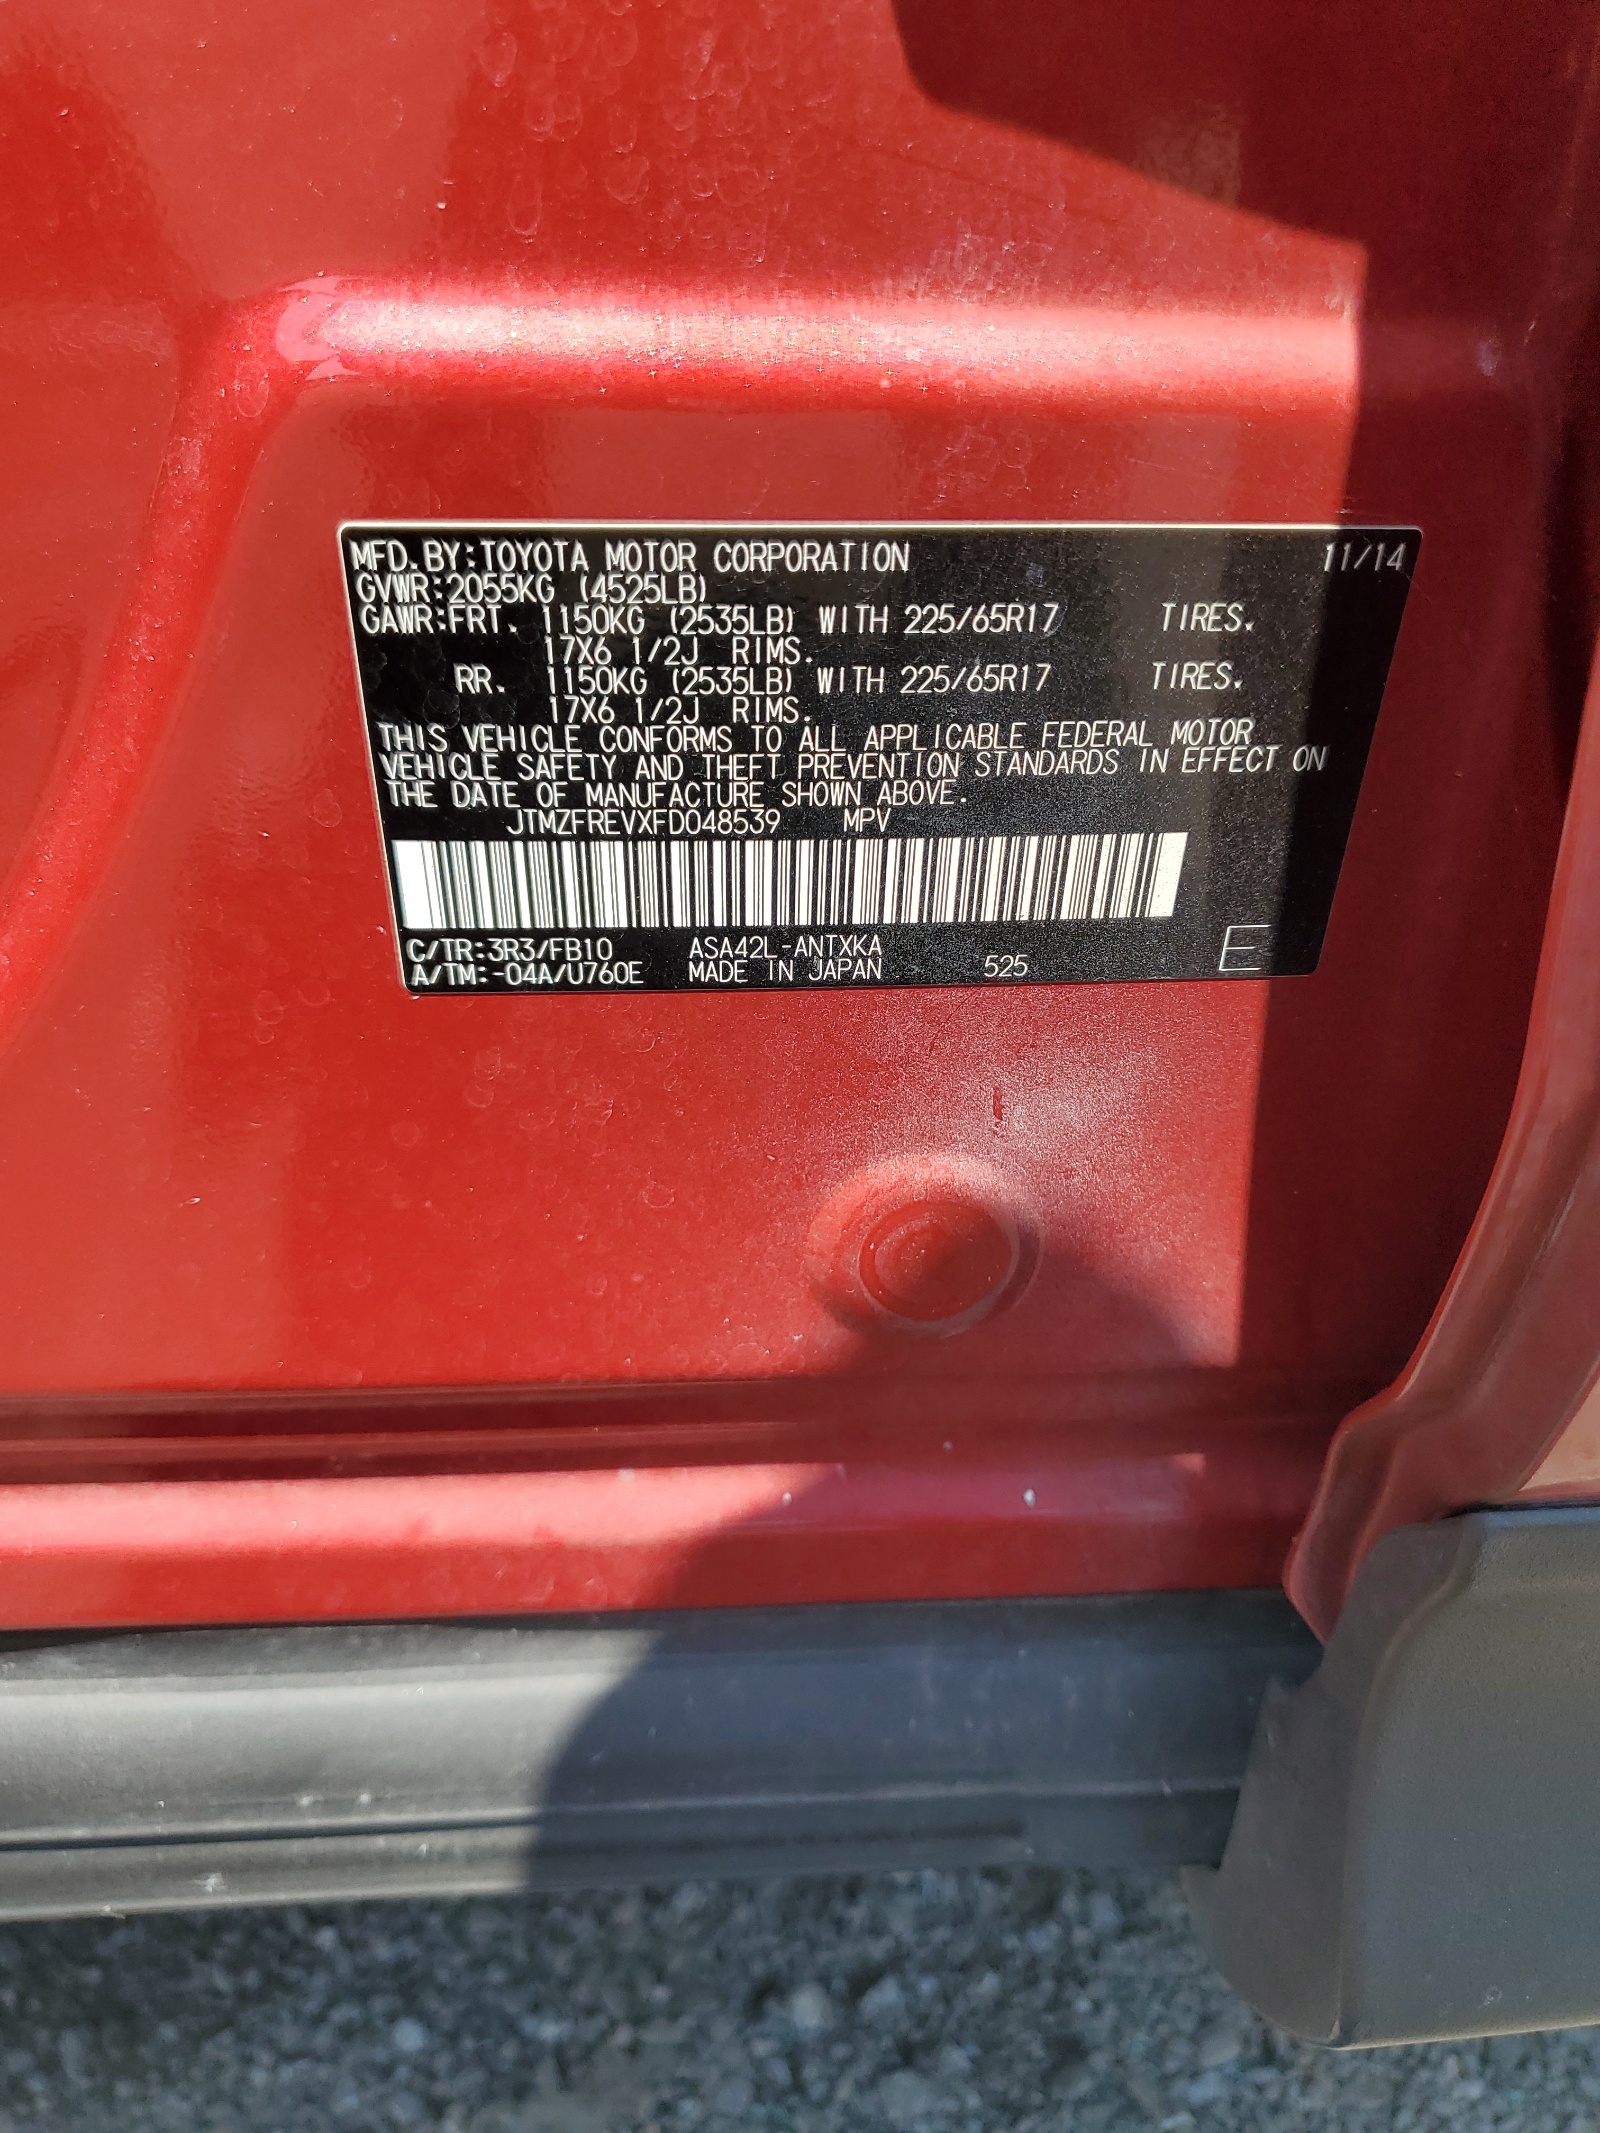 MFD. BY: TOYOTA MOTOR CORPORATION 11/14
GVWR: 2055KG (4525LB)
GAWR: FRT. 1150KG (2535LB) WITH 225/65R17 TIRES.
17X6 1/2J RIMS.
RR. 1150KG (2535LB) WITH 225/65R17 TIRES.
17X6 1/2J RIMS.
THIS VEHICLE CONFORMS TO ALL APPLICABLE FEDERAL MOTOR
VEHICLE SAFETY AND THEFT PREVENTION STANDARDS IN EFFECT ON
THE DATE OF MANUFACTURE SHOWN ABOVE.
JTMZFREVXFD048539 MPV
C/TR: 3R3/FB10 ASA42L-ANTXKA
A/TM: -04A/U760E MADE IN JAPAN 525 E